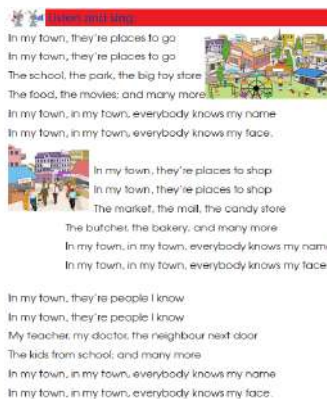 Listen and sing.
In my town, they're places to go
In my town, they're places to go
The school, the park, the big toy store
The food, the movies; and many more
In my town, in my town, everybody knows my name
In my town, in my town, everybody knows my face.
In my town, they're places to shop
In my town, they're places to shop
The market, the mall, the candy store
The butcher, the bakery, and many more
In my town, in my town, everybody knows my nam
In my town, in my town, everybody knows my face
In my town, they're people I know
In my town, they're people I know
My teacher, my doctor, the neighbour next door
The kids from school; and many more
In my town, in my town, everybody knows my name
In my town, in my town, everybody knows my face.